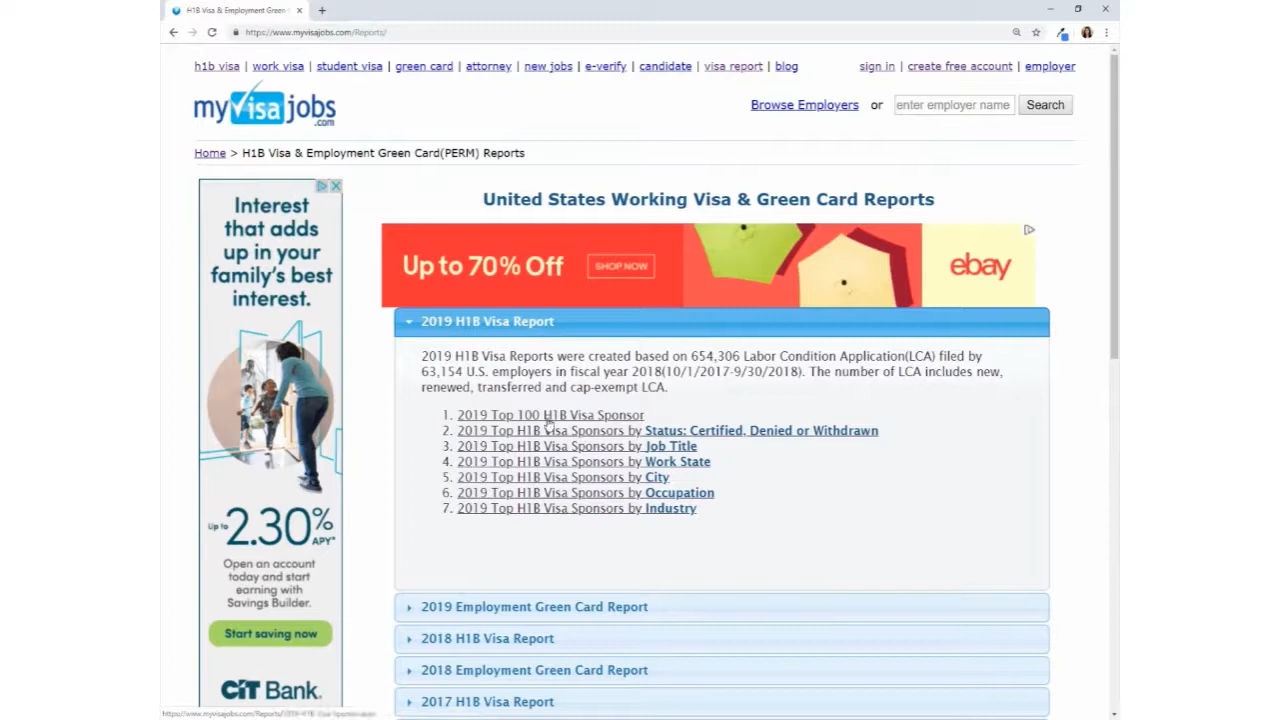 H1B Visa & Employment Green
https://www.myvisajobs.com/Reports/
h1b visa | work visa | student visa | green card | attorney | new jobs | e-verify | candidate | visa report | blog
sign in | create free account | employer
myvisajobs.com
Browse Employers or enter employer name Search
Home > H1B Visa & Employment Green Card(PERM) Reports
Interest
that adds
up in your
family's best
interest.
Up to 2.30% APY*
Open an account
today and start
earning with
Savings Builder.
Start saving now
CIT Bank.
United States Working Visa & Green Card Reports
Up to 70% Off SHOP NOW ebay
2019 H1B Visa Report
2019 H1B Visa Reports were created based on 654,306 Labor Condition Application(LCA) filed by
63,154 U.S. employers in fiscal year 2018(10/1/2017-9/30/2018). The number of LCA includes new,
renewed, transferred and cap-exempt LCA.
1. 2019 Top 100 H1B Visa Sponsor
2. 2019 Top H1B Visa Sponsors by Status: Certified, Denied or Withdrawn
3. 2019 Top H1B Visa Sponsors by Job Title
4. 2019 Top H1B Visa Sponsors by Work State
5. 2019 Top H1B Visa Sponsors by City
6. 2019 Top H1B Visa Sponsors by Occupation
7. 2019 Top H1B Visa Sponsors by Industry
2019 Employment Green Card Report
2018 H1B Visa Report
2018 Employment Green Card Report
2017 H1B Visa Report